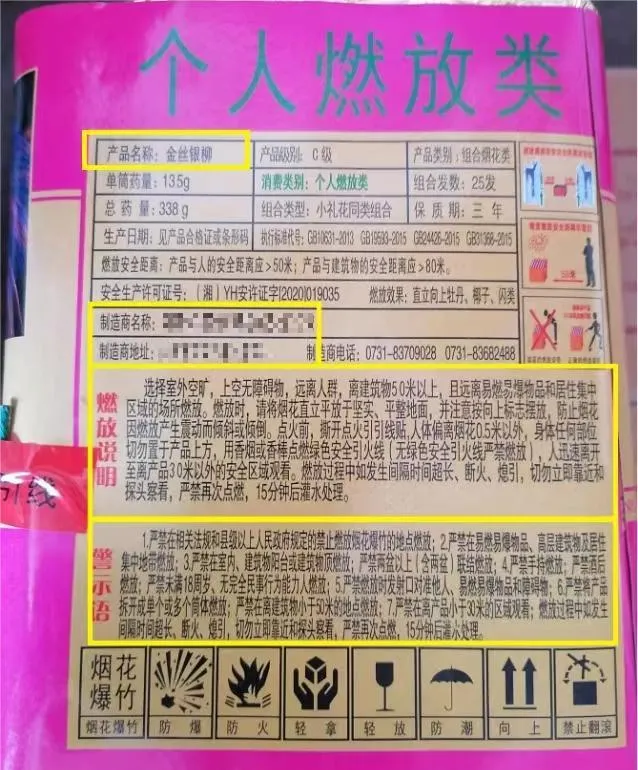 个人燃放类
产品名称：金丝银柳 产品级别：C级 产品类别：组合烟花类
单筒药量：13.5g 消费类别：个人燃放类 组合发数：25发
总药量：338g 组合类型：小礼花同类组合 保质期：三年
生产日期：见产品合格证或条形码 执行标准代号：GB10631-2013 GB19593-2015 GB24426-2015 GB31368-2015
燃放安全距离：产品与人的安全距离应＞50米；产品与建筑物的安全距离应＞80米。
安全生产许可证号：（湘）YH安许证字[2020]019035 燃放效果：直立向上牡丹、椰子、闪类
制造商名称：
制造商地址： 制造商电话：0731-83709028 0731-83682488
燃放说明
选择室外空旷，上空无障碍物，远离人群，离建筑物50米以上，且远离易燃易爆物品和居住集中
区域的场所燃放。燃放时，请将烟花直立平放于坚实、平整地面，并注意按向上标志摆放，防止烟花
因燃放产生震动而倾斜或倾倒。点火前，撕开点火引引线贴，人体偏离烟花0.5米以外，身体任何部位
切勿置于产品上方，用香烟或香棒点燃绿色安全引火线（无绿色安全引火线严禁燃放），人迅速离开
至离产品30米以外的安全区域观看。燃放过程中如发生间隔时间超长、断火、熄引，切勿立即靠近和
探头察看，严禁再次点燃，15分钟后灌水处理。
引线
警示语
1.严禁在相关法规和县级以上人民政府规定的禁止燃放烟花爆竹的地点燃放；2.严禁在易燃易爆物品、高层建筑物及居住
集中地带燃放；3.严禁在室内、建筑物阳台或建筑物顶燃放；严禁两盆以上（含两盆）联结燃放；4.严禁手持燃放；严禁酒后
燃放；严禁未满18周岁、无完全民事行为能力人燃放；5.严禁燃放时发射口对准他人、易燃易爆物品和障碍物；6.严禁将产品
拆开成单个或多个筒体燃放；严禁在离建筑物小于50米的地点燃放；7.严禁在离产品小于30米的区域观看；燃放过程中如发生
间隔时间超长、断火、熄引，切勿立即靠近和探头察看，严禁再次点燃，15分钟后灌水处理。
烟花
爆竹
烟花爆竹 防爆 防火 轻拿 轻放 防潮 向上 禁止翻滚